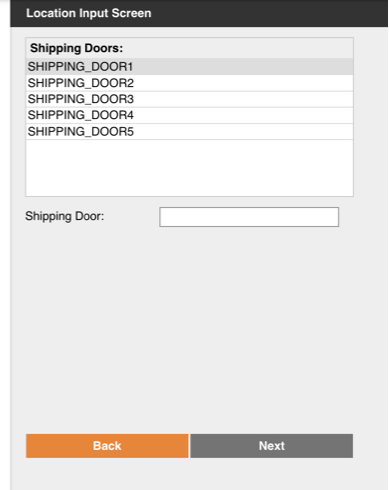 Location Input Screen
Shipping Doors:
SHIPPING_DOOR1
SHIPPING_DOOR2
SHIPPING_DOOR3
SHIPPING_DOOR4
SHIPPING_DOOR5
Shipping Door:
Back Next